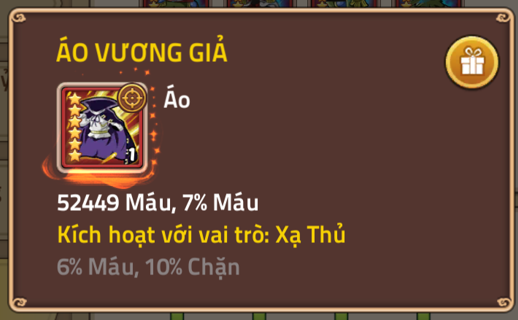 ÁO VƯƠNG GIẢ
Áo
1
52449 Máu, 7% Máu
Kích hoạt với vai trò: Xạ Thủ
6% Máu, 10% Chặn